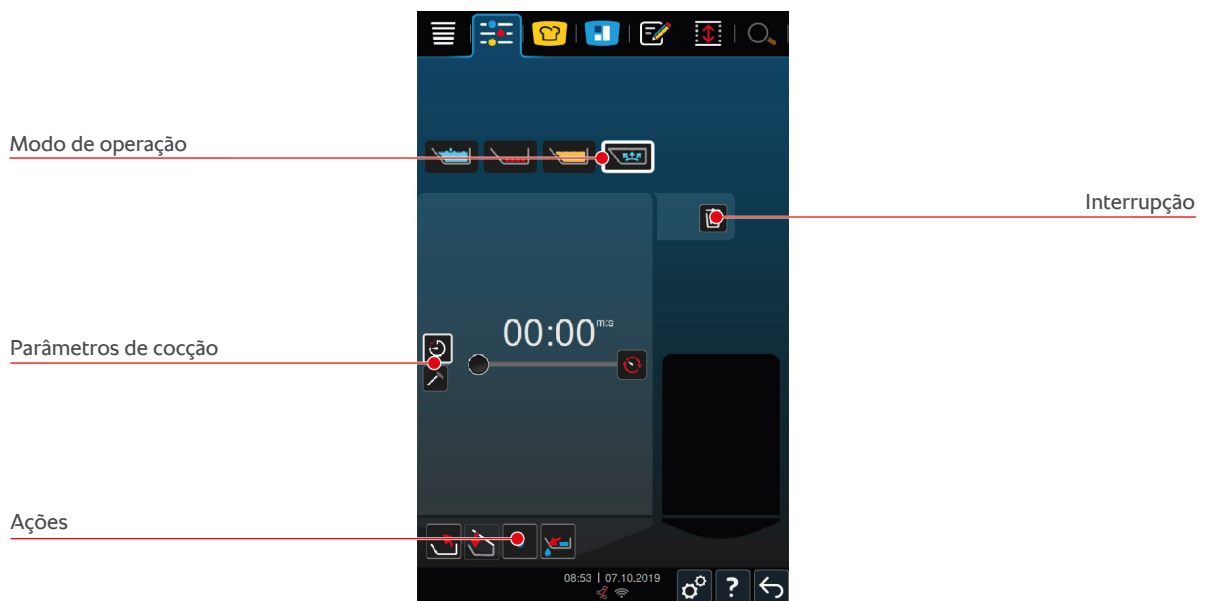 Modo de operação
Interrupção
00:00 m:s
Parâmetros de cocção
Ações
08:53 | 07.10.2019
?